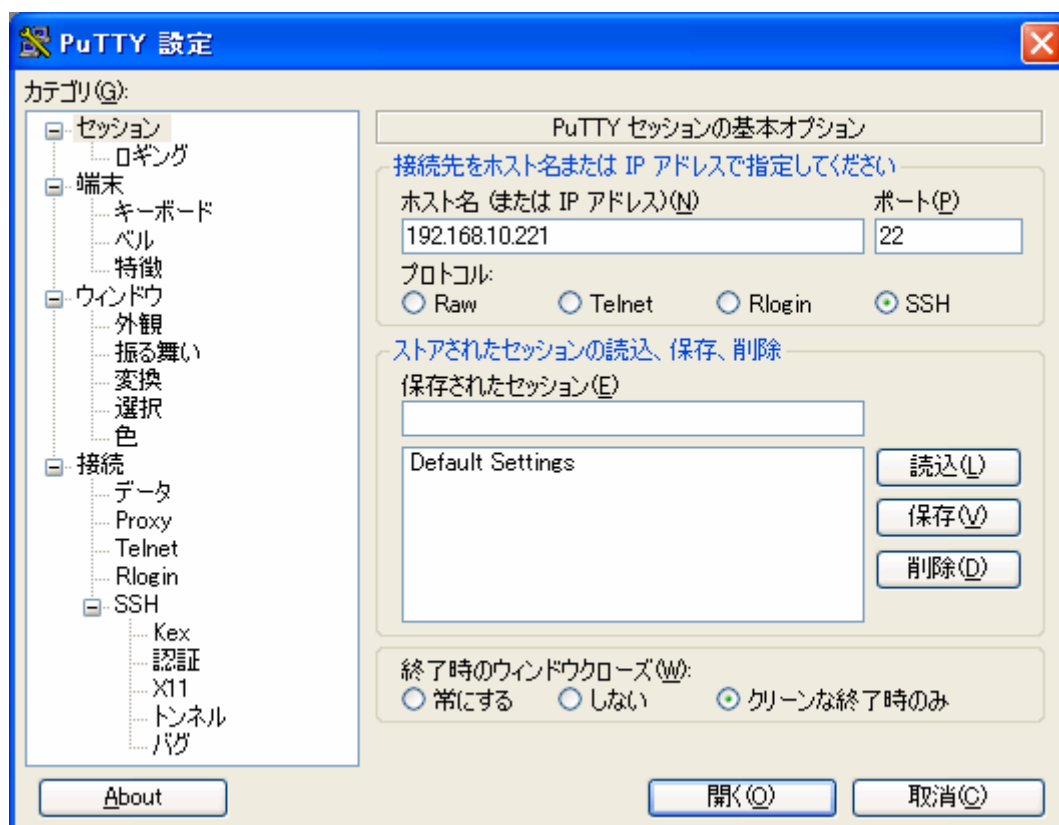 PuTTY 設定
カテゴリ(G):
セッション
ロギング
端末
キーボード
ベル
特徴
ウィンドウ
外観
振る舞い
変換
選択
色
接続
データ
Proxy
Telnet
Rlogin
SSH
Kex
認証
X11
トンネル
バグ
PuTTY セッションの基本オプション
接続先をホスト名または IP アドレスで指定してください
ホスト名 (または IP アドレス)(N) ポート(P)
192.168.10.221 22
プロトコル:
Raw Telnet Rlogin SSH
ストアされたセッションの読込、保存、削除
保存されたセッション(E)
Default Settings
読込(L)
保存(V)
削除(D)
終了時のウィンドウクローズ(W):
常にする しない クリーンな終了時のみ
About 開く(O) 取消(C)